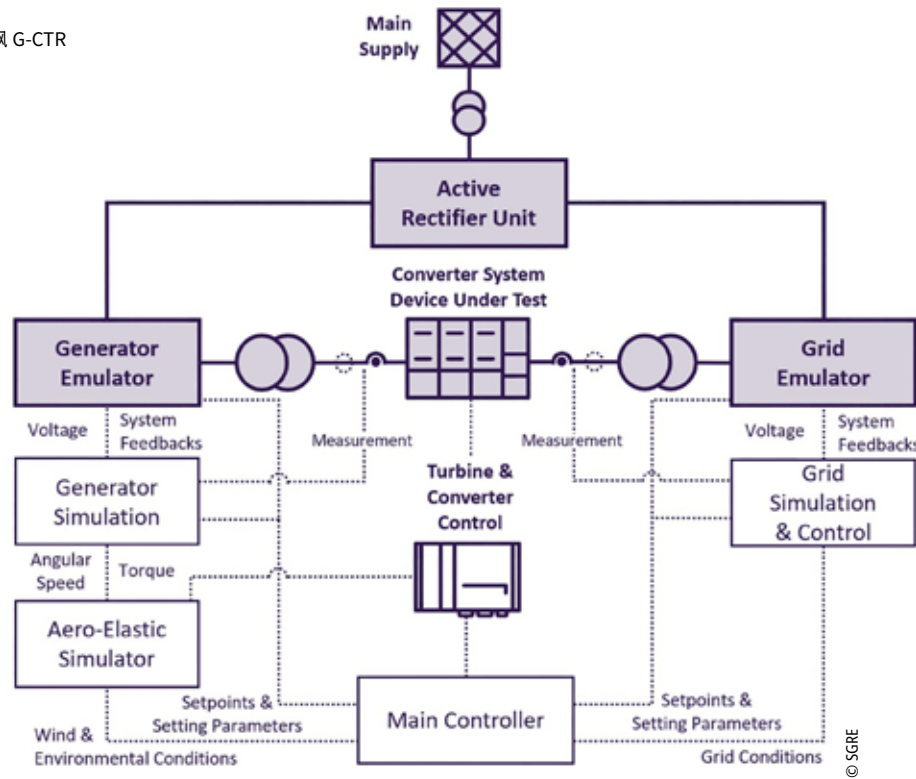 G-CTR
Main
Supply
Active
Rectifier Unit
Converter System
Device Under Test
Generator
Emulator
Grid
Emulator
Voltage
System
Feedbacks
Measurement
Measurement
Voltage
System
Feedbacks
Turbine &
Converter
Control
Generator
Simulation
Grid
Simulation
& Control
Angular
Speed
Torque
Aero-Elastic
Simulator
Setpoints &
Setting Parameters
Main Controller
Setpoints &
Setting Parameters
Wind &
Environmental Conditions
Grid Conditions
© SGRE